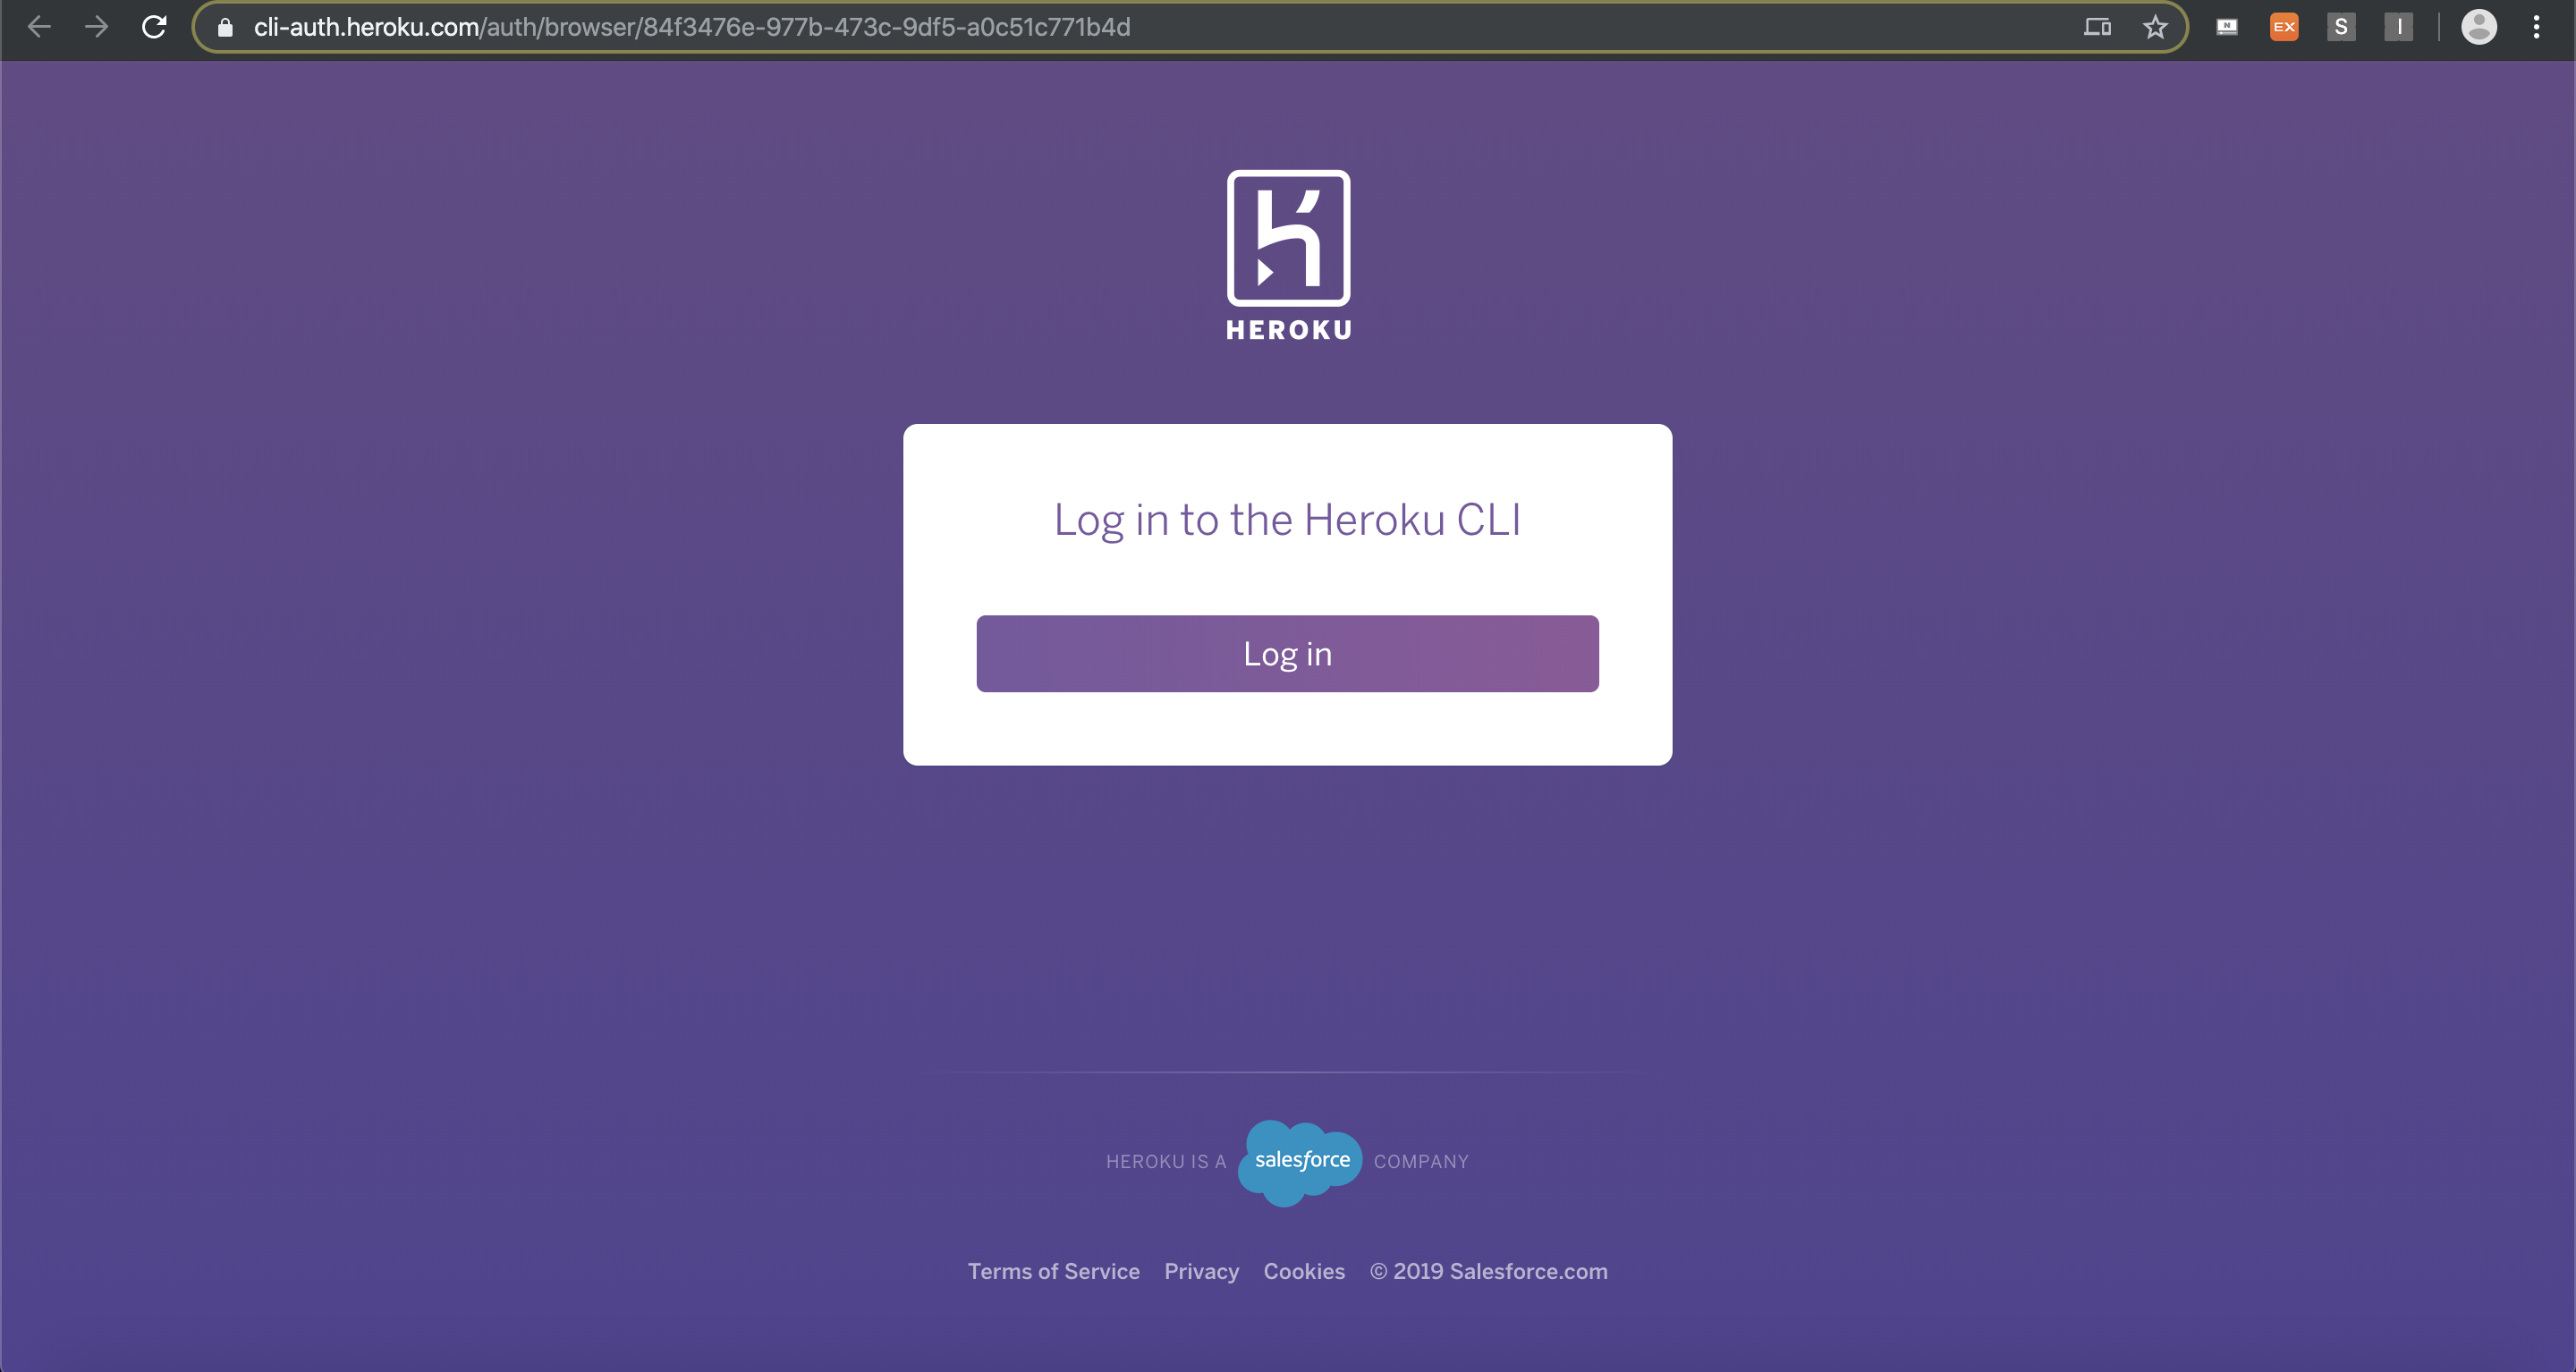 cli-auth.heroku.com/auth/browser/84f3476e-977b-473c-9df5-a0c51c771b4d
N
EX
S
I
HEROKU
Log in to the Heroku CLI
Log in
HEROKU IS A salesforce COMPANY
Terms of Service Privacy Cookies © 2019 Salesforce.com